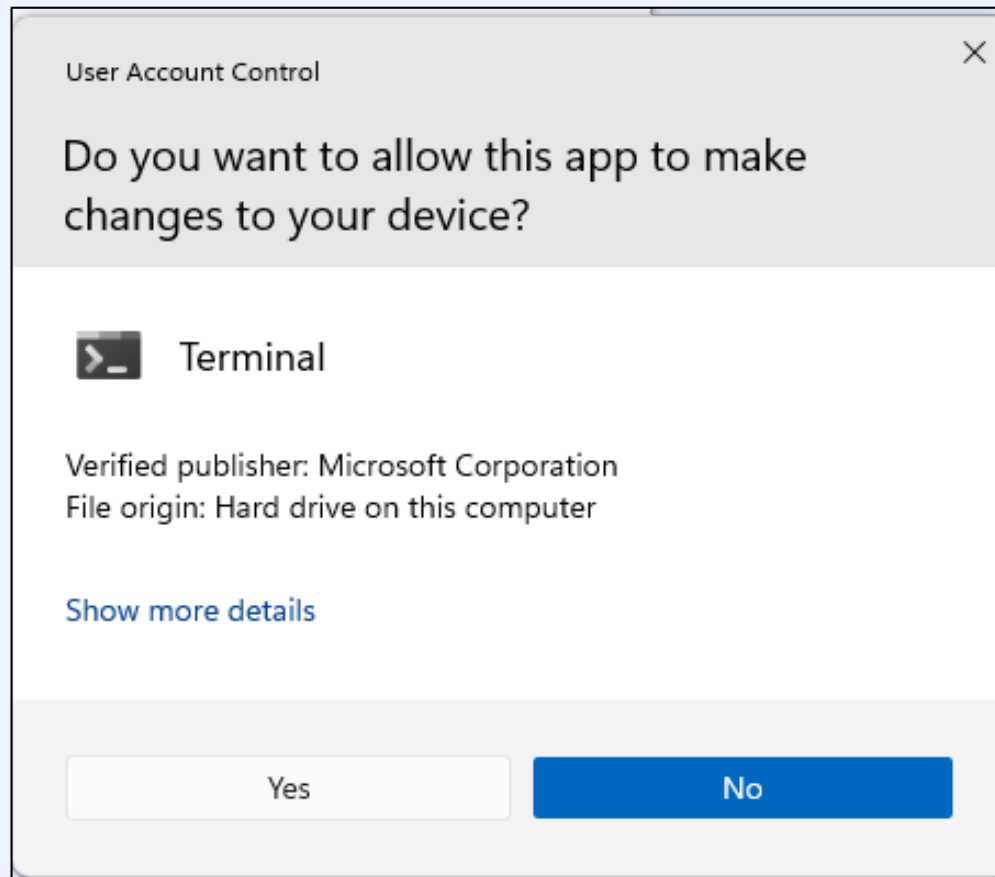 User Account Control
Do you want to allow this app to make
changes to your device?
Terminal
Verified publisher: Microsoft Corporation
File origin: Hard drive on this computer
Show more details
Yes
No